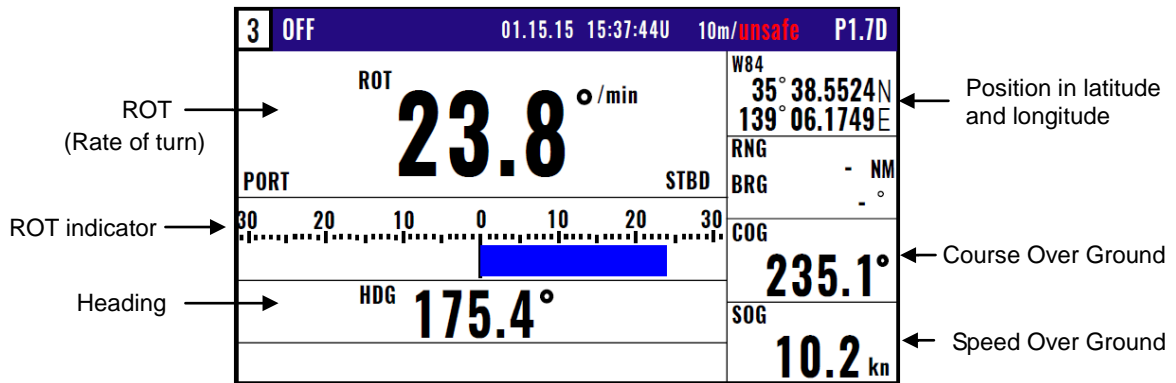 3 OFF 01.15.15 15:37:44U 10m/unsafe P1.7D
ROT
(Rate of turn)
ROT 23.8 °/min
PORT STBD
W84
35° 38.5524N
139° 06.1749E
Position in latitude
and longitude
RNG - NM
BRG - °
ROT indicator
30 20 10 0 10 20 30
COG
235.1°
Course Over Ground
Heading
HDG 175.4°
SOG
10.2 kn
Speed Over Ground